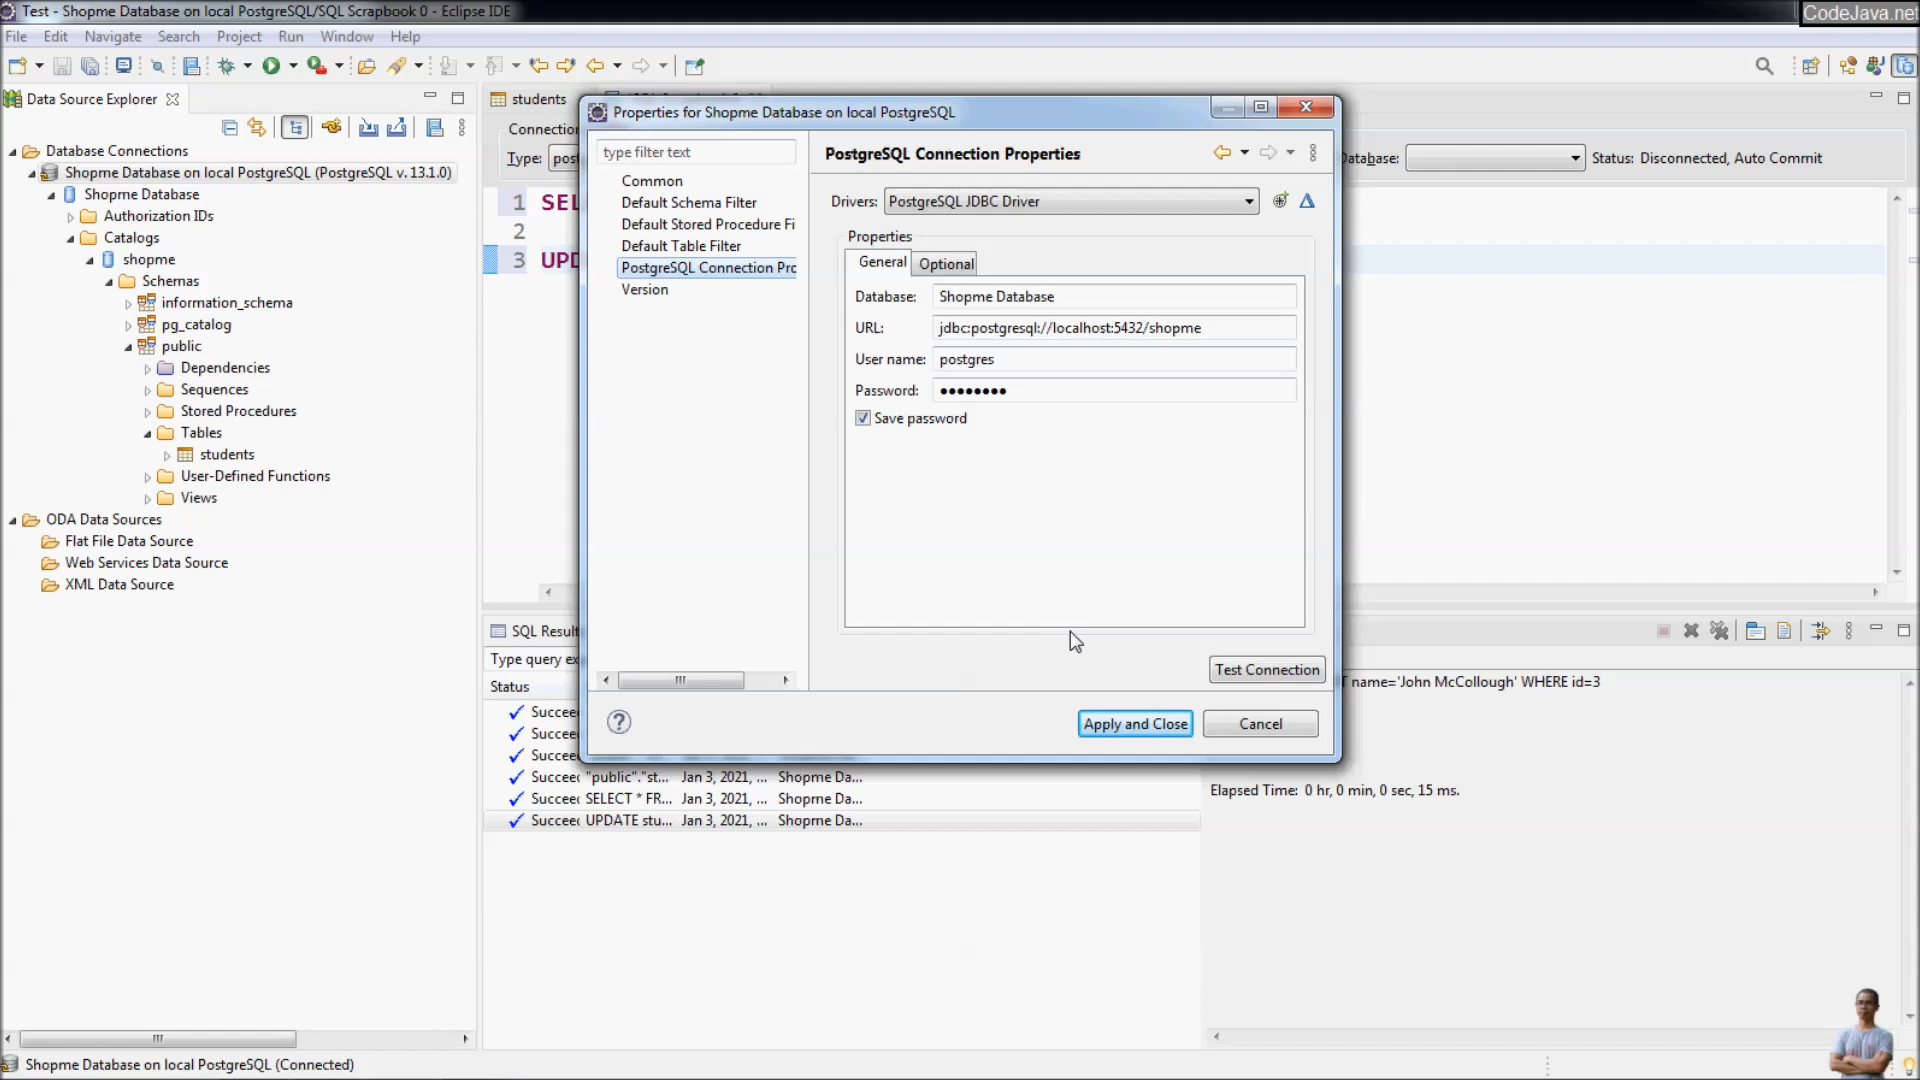 Test - Shopme Database on local PostgreSQL/SQL Scrapbook 0 - Eclipse IDE
CodeJava.net
File Edit Navigate Search Project Run Window Help
Data Source Explorer
Database Connections
Shopme Database on local PostgreSQL (PostgreSQL v. 13.1.0)
Shopme Database
Authorization IDs
Catalogs
shopme
Schemas
information_schema
pg_catalog
public
Dependencies
Sequences
Stored Procedures
Tables
students
User-Defined Functions
Views
ODA Data Sources
Flat File Data Source
Web Services Data Source
XML Data Source
students
Connection
Type: post
Database:
Status: Disconnected, Auto Commit
1 SEL
2
3 UPD
Properties for Shopme Database on local PostgreSQL
type filter text
Common
Default Schema Filter
Default Stored Procedure Fi
Default Table Filter
PostgreSQL Connection Pro
Version
PostgreSQL Connection Properties
Drivers: PostgreSQL JDBC Driver
Properties
General Optional
Database: Shopme Database
URL: jdbc:postgresql://localhost:5432/shopme
User name: postgres
Password: ●●●●●●●●
Save password
Test Connection
Apply and Close Cancel
SQL Result
Type query ex
Status
Succee
Succee
Succee
Succee "public"."st... Jan 3, 2021, ... Shopme Da...
Succee SELECT * FR... Jan 3, 2021, ... Shopme Da...
Succee UPDATE stu... Jan 3, 2021, ... Shopme Da...
T name='John McCollough' WHERE id=3
Elapsed Time: 0 hr, 0 min, 0 sec, 15 ms.
Shopme Database on local PostgreSQL (Connected)